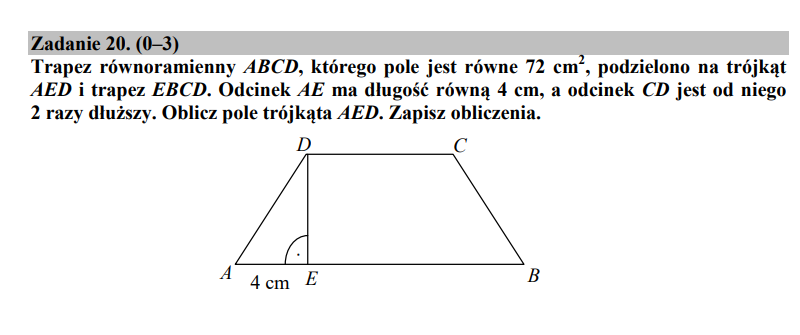 Zadanie 20. (0–3)
Trapez równoramienny ABCD, którego pole jest równe 72 cm², podzielono na trójkąt
AED i trapez EBCD. Odcinek AE ma długość równą 4 cm, a odcinek CD jest od niego
2 razy dłuższy. Oblicz pole trójkąta AED. Zapisz obliczenia.
D C
A 4 cm E B